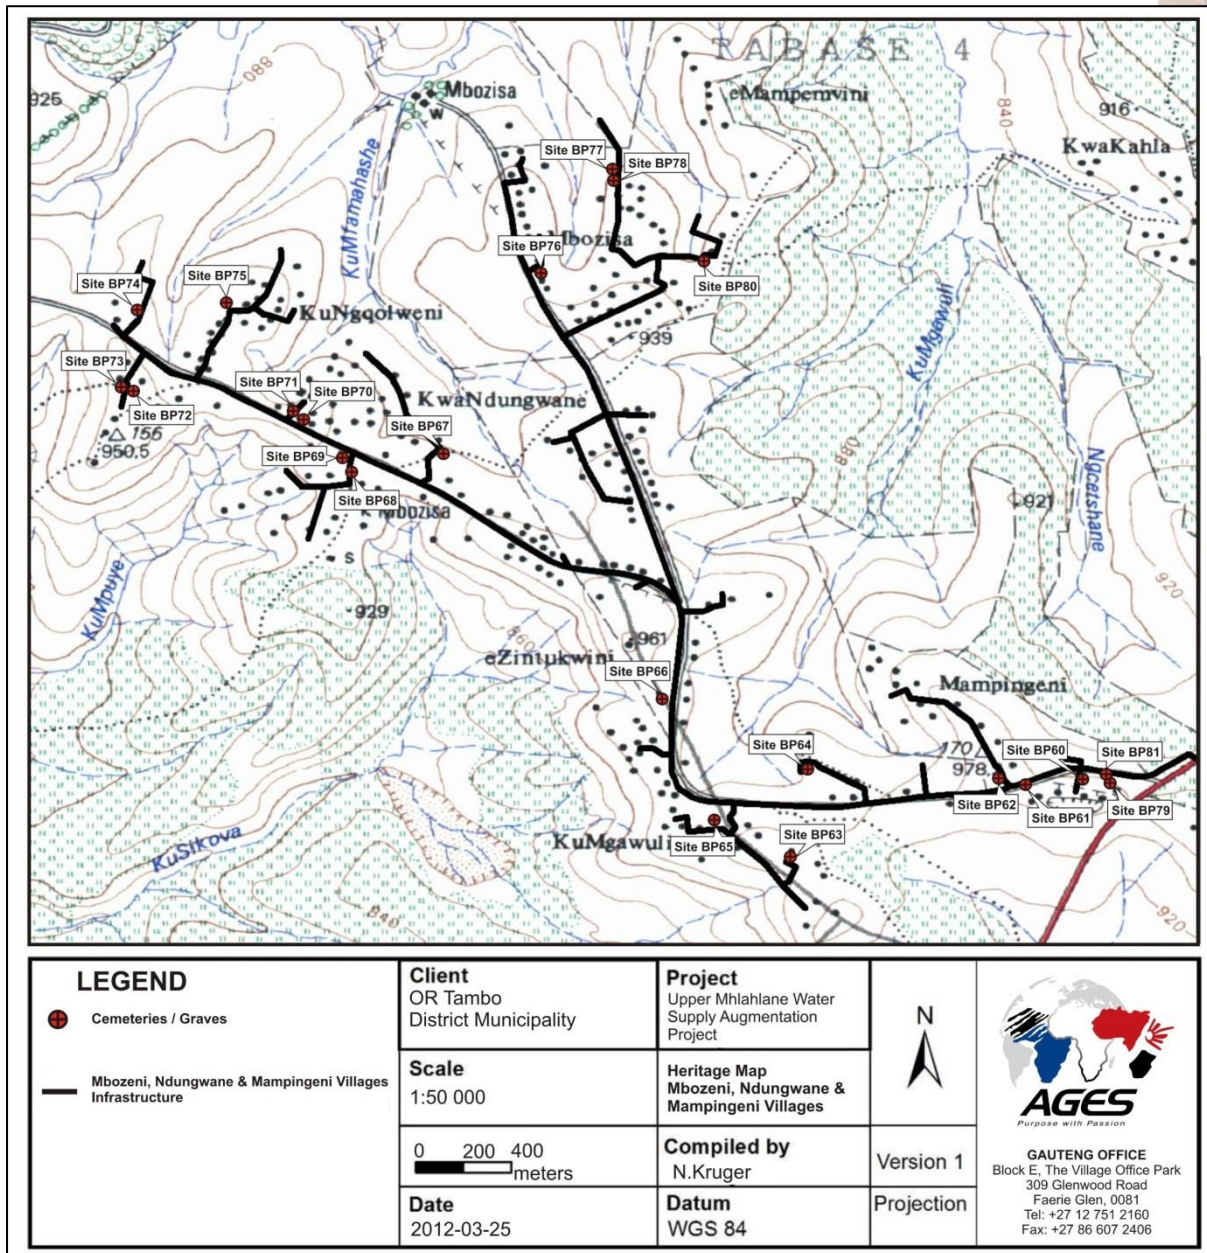 TABASE 4
880
925
Mbozisa
W
eMampemvini
840
916
KwaKahla
Site BP77
Site BP78
KuMfamahashe
Mbozisa
Site BP76
Site BP80
Site BP74
Site BP75
KuNgqolweni
939
KuMgawuli
Site BP73
Site BP71
Site BP70
KwaNdungwane
Site BP72
Site BP67
156
950.5
Site BP69
880
Site BP68
Mbozisa
921
Ngcetshane
S
KuMpuye
920
929
860
961
eZintukwini
Site BP66
Mampingeni
Site BP64
170
978
Site BP60
Site BP81
Site BP62
Site BP61
Site BP79
KuSikova
KuMgawuli
Site BP65
Site BP63
840
920
LEGEND
Cemeteries / Graves
Mbozeni, Ndungwane & Mampingeni Villages
Infrastructure
Client
OR Tambo
District Municipality
Project
Upper Mhlahlane Water
Supply Augmentation
Project
Scale
1:50 000
Heritage Map
Mbozeni, Ndungwane &
Mampingeni Villages
0 200 400
meters
Compiled by
N.Kruger
Date
2012-03-25
Datum
WGS 84
N
Version 1
Projection
AGES
Purpose with Passion
GAUTENG OFFICE
Block E, The Village Office Park
309 Glenwood Road
Faerie Glen, 0081
Tel: +27 12 751 2160
Fax: +27 86 607 2406